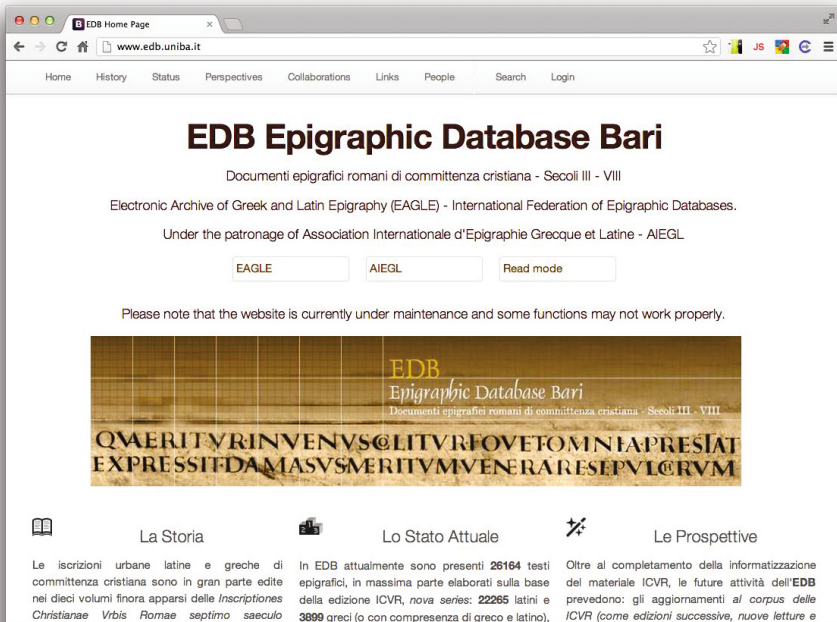 EDB Home Page
www.edb.uniba.it
JS
Home History Status Perspectives Collaborations Links People Search Login
EDB Epigraphic Database Bari
Documenti epigrafici romani di committenza cristiana - Secoli III - VIII
Electronic Archive of Greek and Latin Epigraphy (EAGLE) - International Federation of Epigraphic Databases.
Under the patronage of Association Internationale d'Epigraphie Grecque et Latine - AIEGL
EAGLE AIEGL Read mode
Please note that the website is currently under maintenance and some functions may not work properly.
EDB
Epigraphic Database Bari
Documenti epigrafici romani di committenza cristiana - Secoli III - VIII
QVAERITVRINVENVSCOLITVRFOVETOMNIAPRESTAT
EXPRESSITDAMASVSMERITVMVENERARESEPVLCHRVM
La Storia
Le iscrizioni urbane latine e greche di
committenza cristiana sono in gran parte edite
nei dieci volumi finora apparsi delle Inscriptiones
Christianae Vrbis Romae septimo saeculo
Lo Stato Attuale
In EDB attualmente sono presenti 26164 testi
epigrafici, in massima parte elaborati sulla base
della edizione ICVR, nova series: 22265 latini e
3899 greci (o con compresenza di greco e latino),
Le Prospettive
Oltre al completamento della informatizzazione
del materiale ICVR, le future attività dell'EDB
prevedono: gli aggiornamenti al corpus delle
ICVR (come edizioni successive, nuove letture e